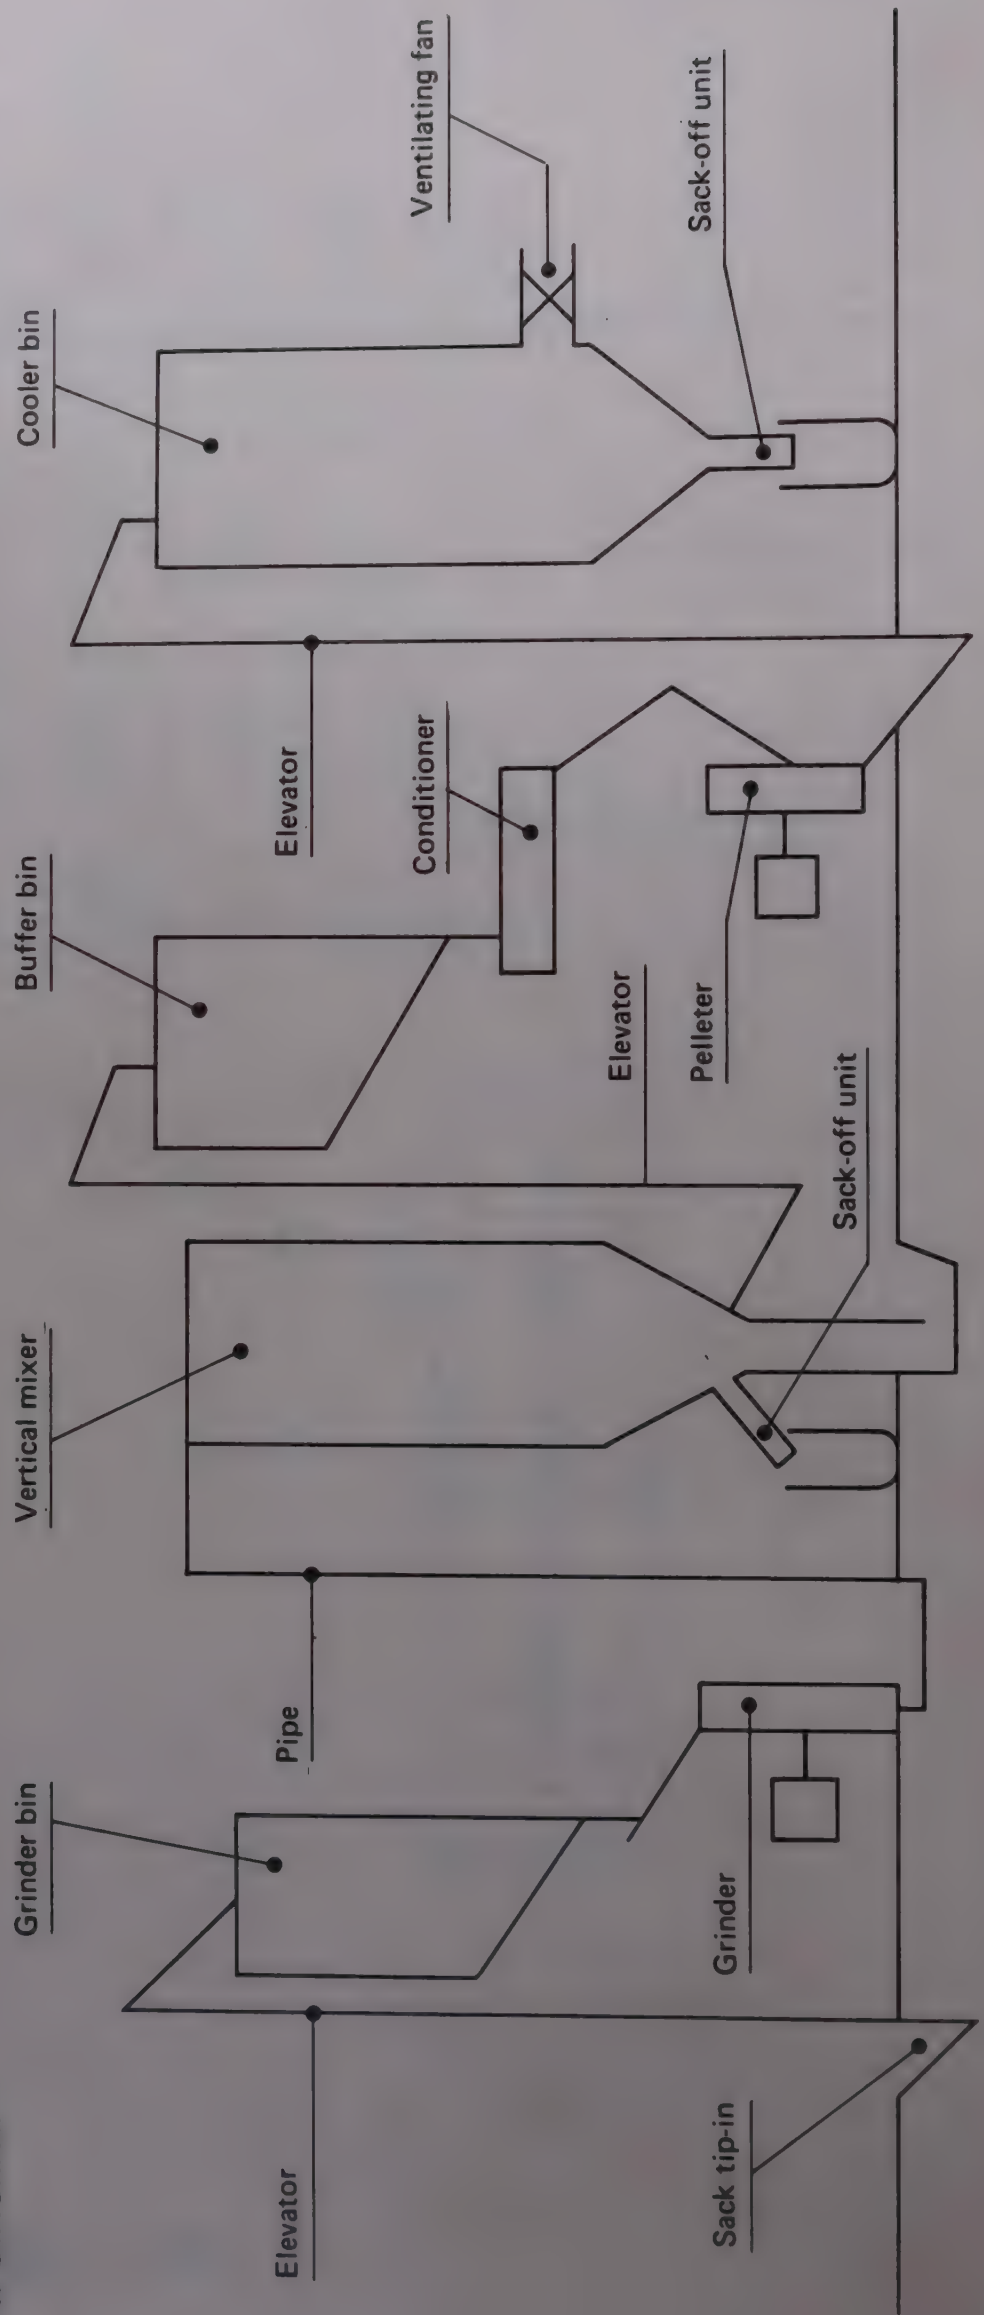 Grinder bin
Vertical mixer
Buffer bin
Cooler bin
Elevator
Pipe
Elevator
Ventilating fan
Conditioner
Elevator
Sack tip-in
Grinder
Sack-off unit
Pelleter
Sack-off unit